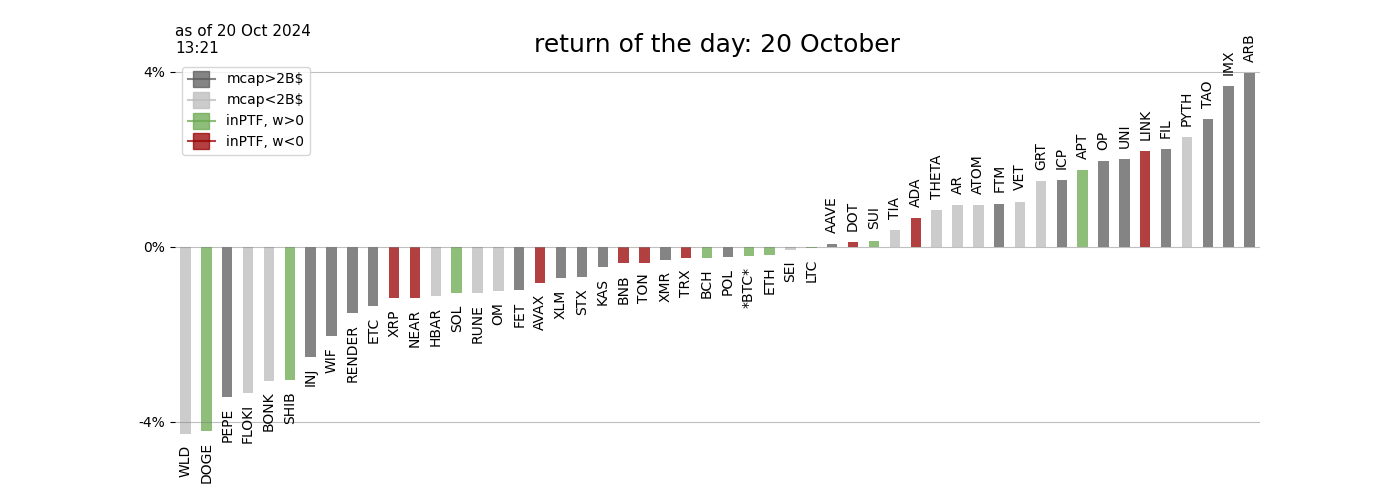 as of 20 Oct 2024
13:21
return of the day: 20 October
4%
0%
-4%
mcap>2B$
mcap<2B$
inPTF, w>0
inPTF, w<0
WLD
DOGE
PEPE
FLOKI
BONK
SHIB
INJ
WIF
RENDER
ETC
XRP
NEAR
HBAR
SOL
RUNE
OM
FET
AVAX
XLM
STX
KAS
BNB
TON
XMR
TRX
BCH
POL
*BTC*
ETH
SEI
LTC
AAVE
DOT
SUI
TIA
ADA
THETA
AR
ATOM
FTM
VET
GRT
ICP
APT
OP
UNI
LINK
FIL
PYTH
TAO
IMX
ARB